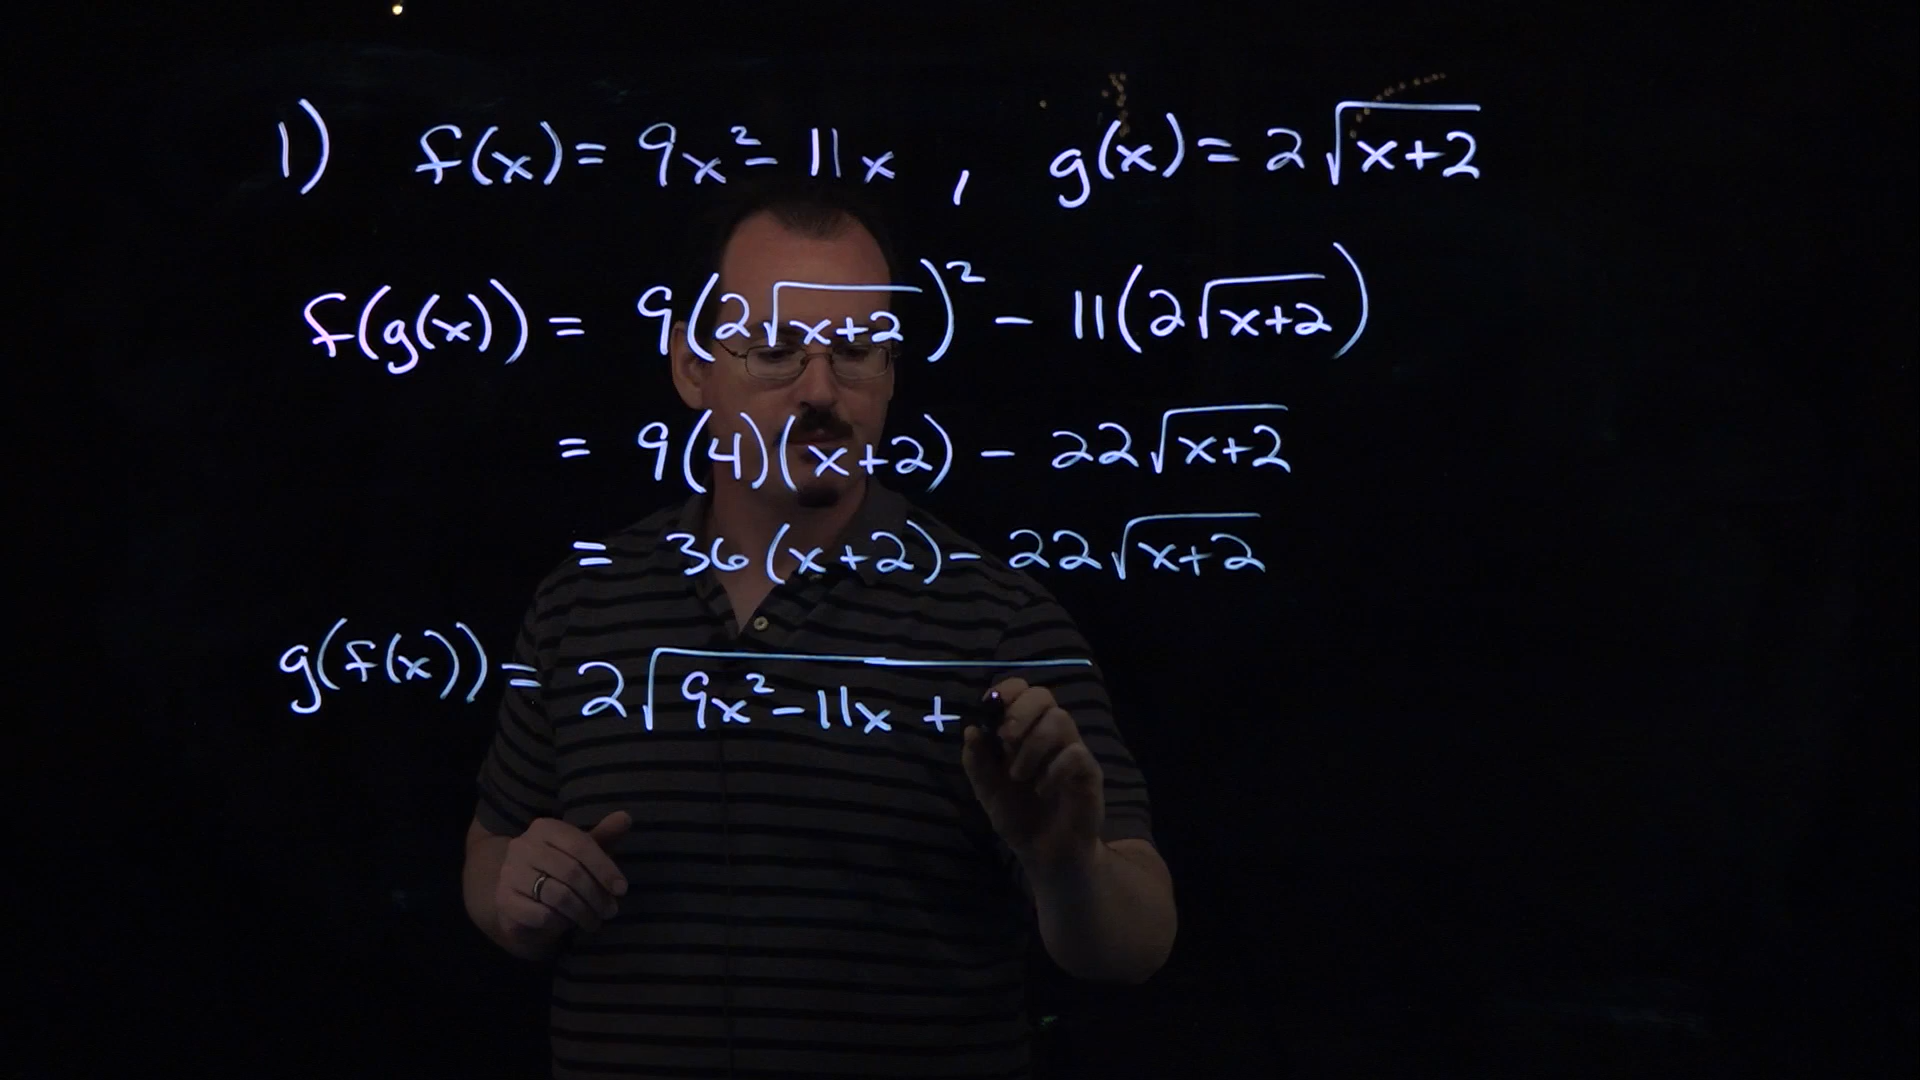 1) f(x) = 9x² - 11x , g(x) = 2√(x+2)
f(g(x)) = 9(2√(x+2))² - 11(2√(x+2))
= 9(4)(x+2) - 22√(x+2)
= 36(x+2) - 22√(x+2)
g(f(x)) = 2√(9x² - 11x +